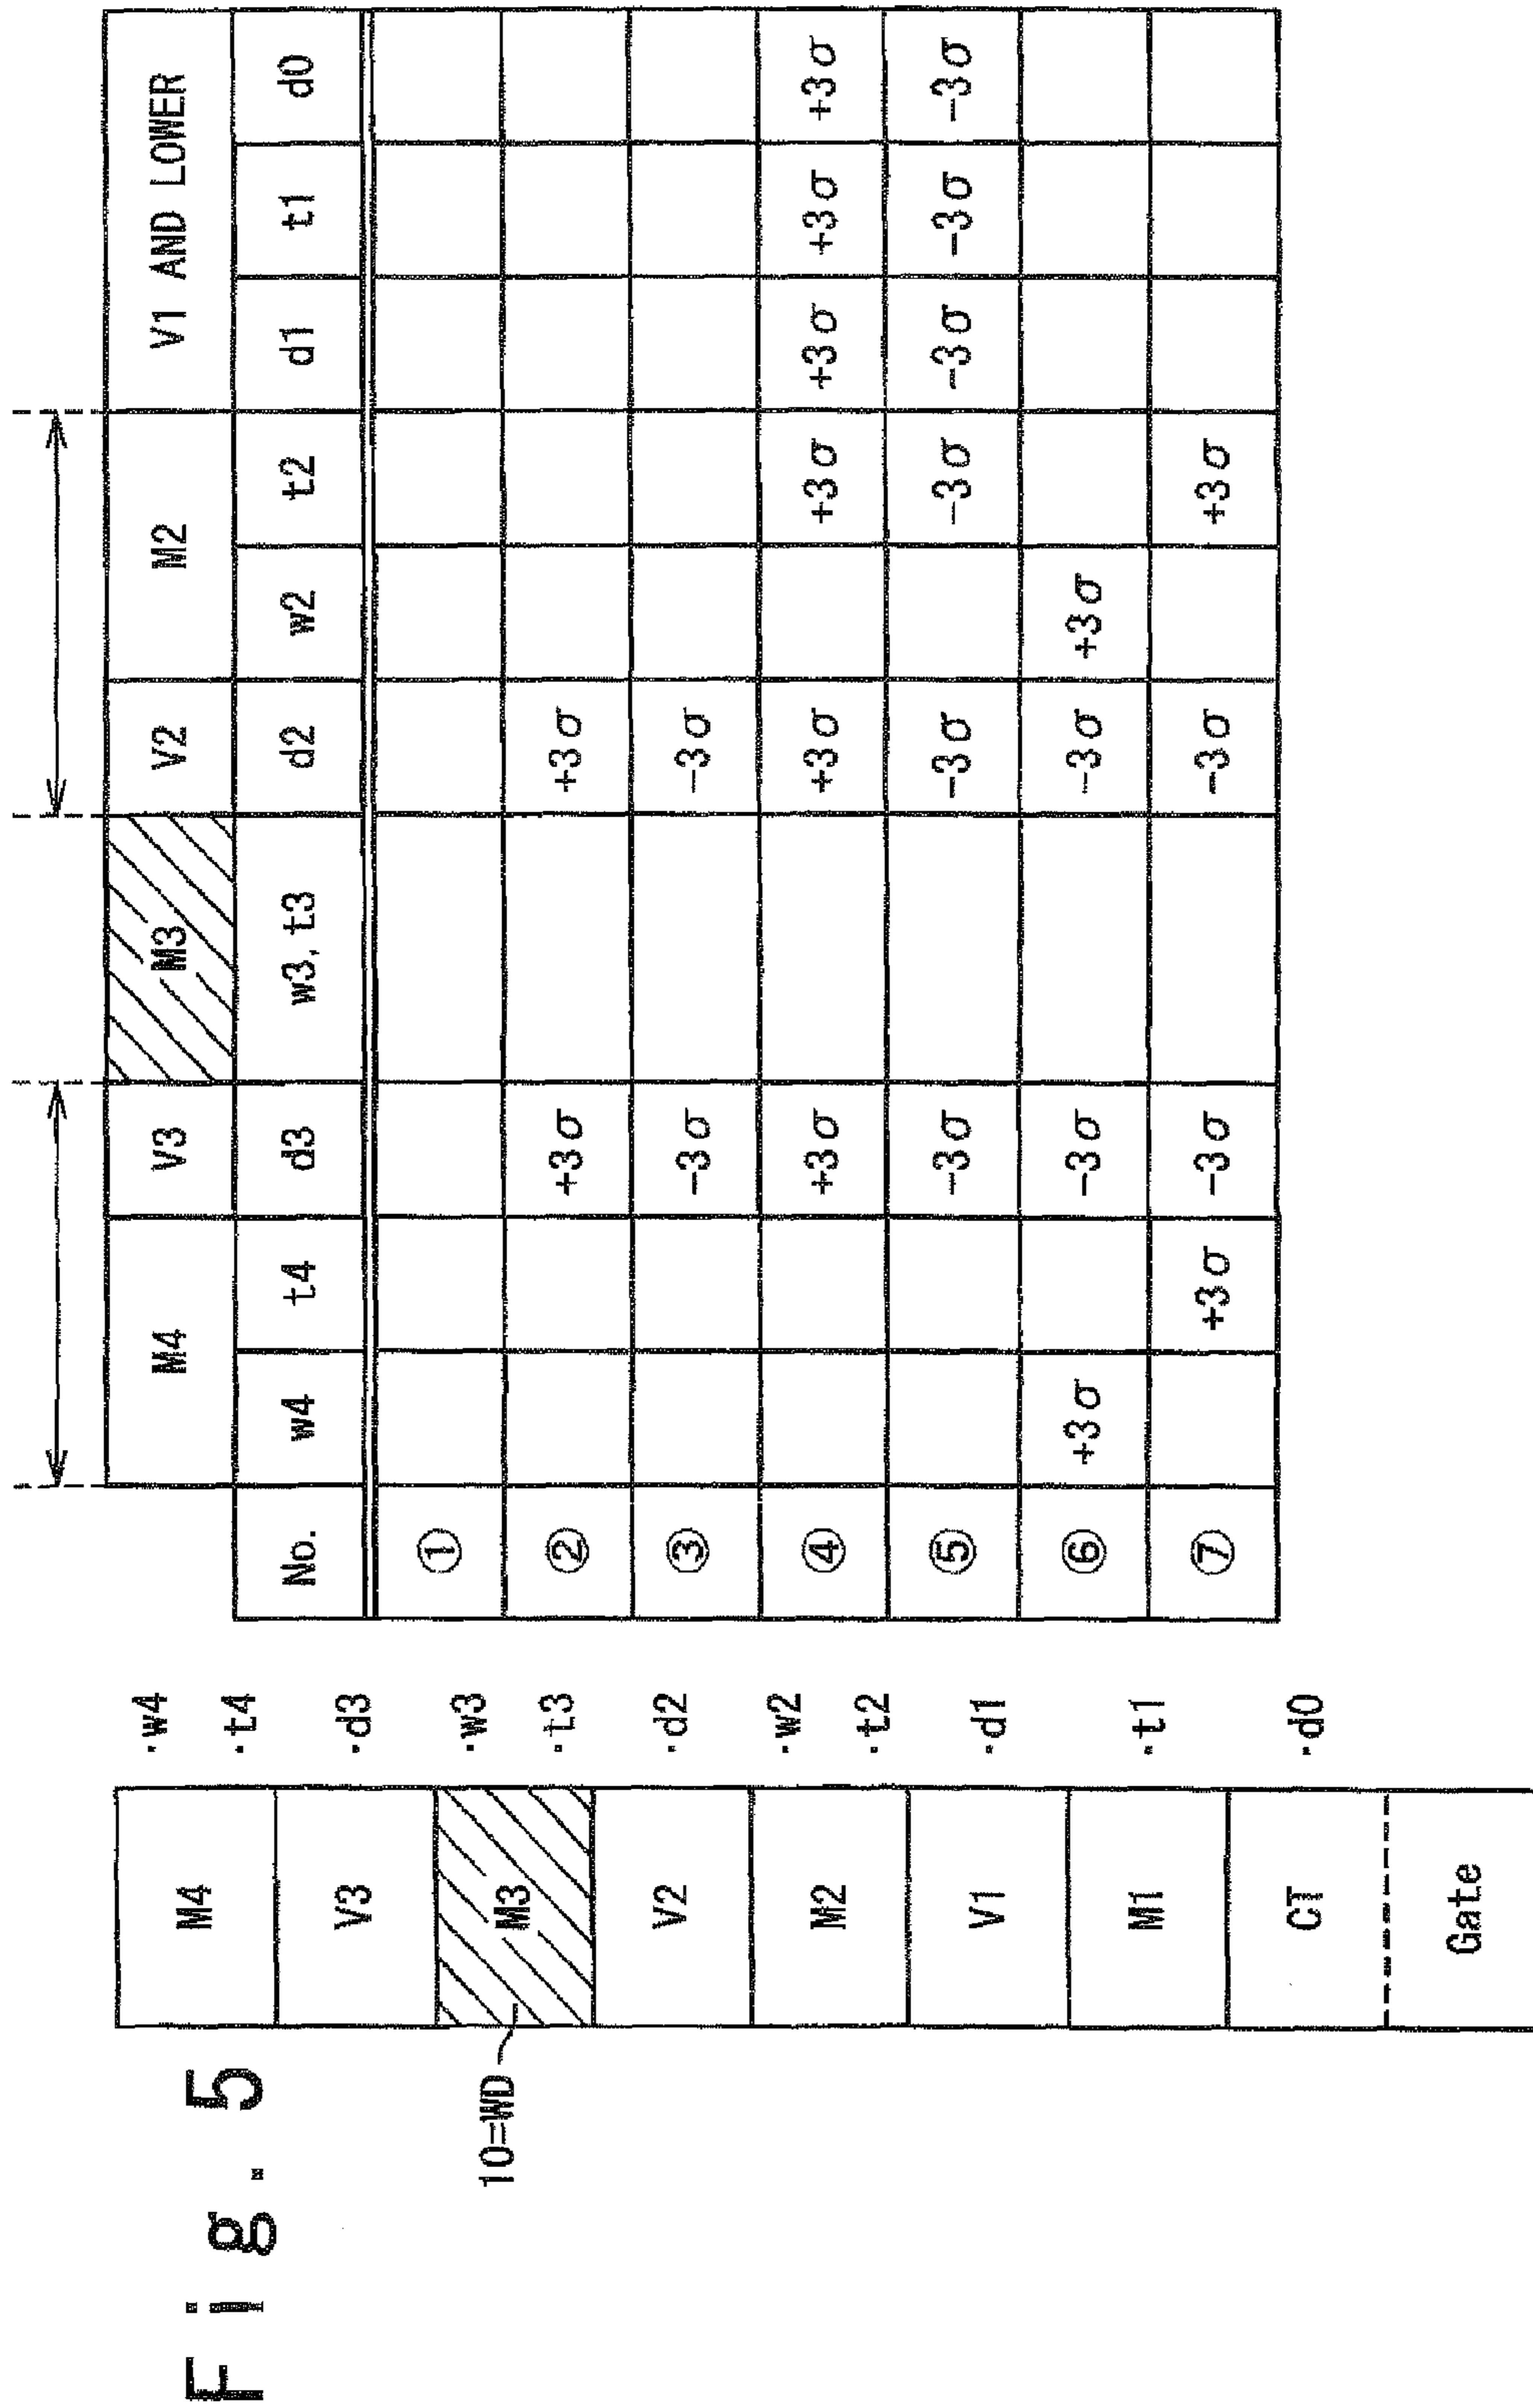 Fig. 5
10=WD
M4 ·w4
·t4
V3 ·d3
M3 ·w3
·t3
V2 ·d2
M2 ·w2
·t2
V1 ·d1
M1 ·t1
CT ·d0
Gate
M4 V3 M3 V2 M2 V1 AND LOWER
No. w4 t4 d3 w3, t3 d2 w2 t2 d1 t1 d0
①
② +3σ +3σ
③ −3σ −3σ
④ +3σ +3σ +3σ +3σ +3σ +3σ
⑤ −3σ −3σ −3σ −3σ −3σ −3σ
⑥ +3σ −3σ −3σ +3σ
⑦ +3σ −3σ −3σ +3σ